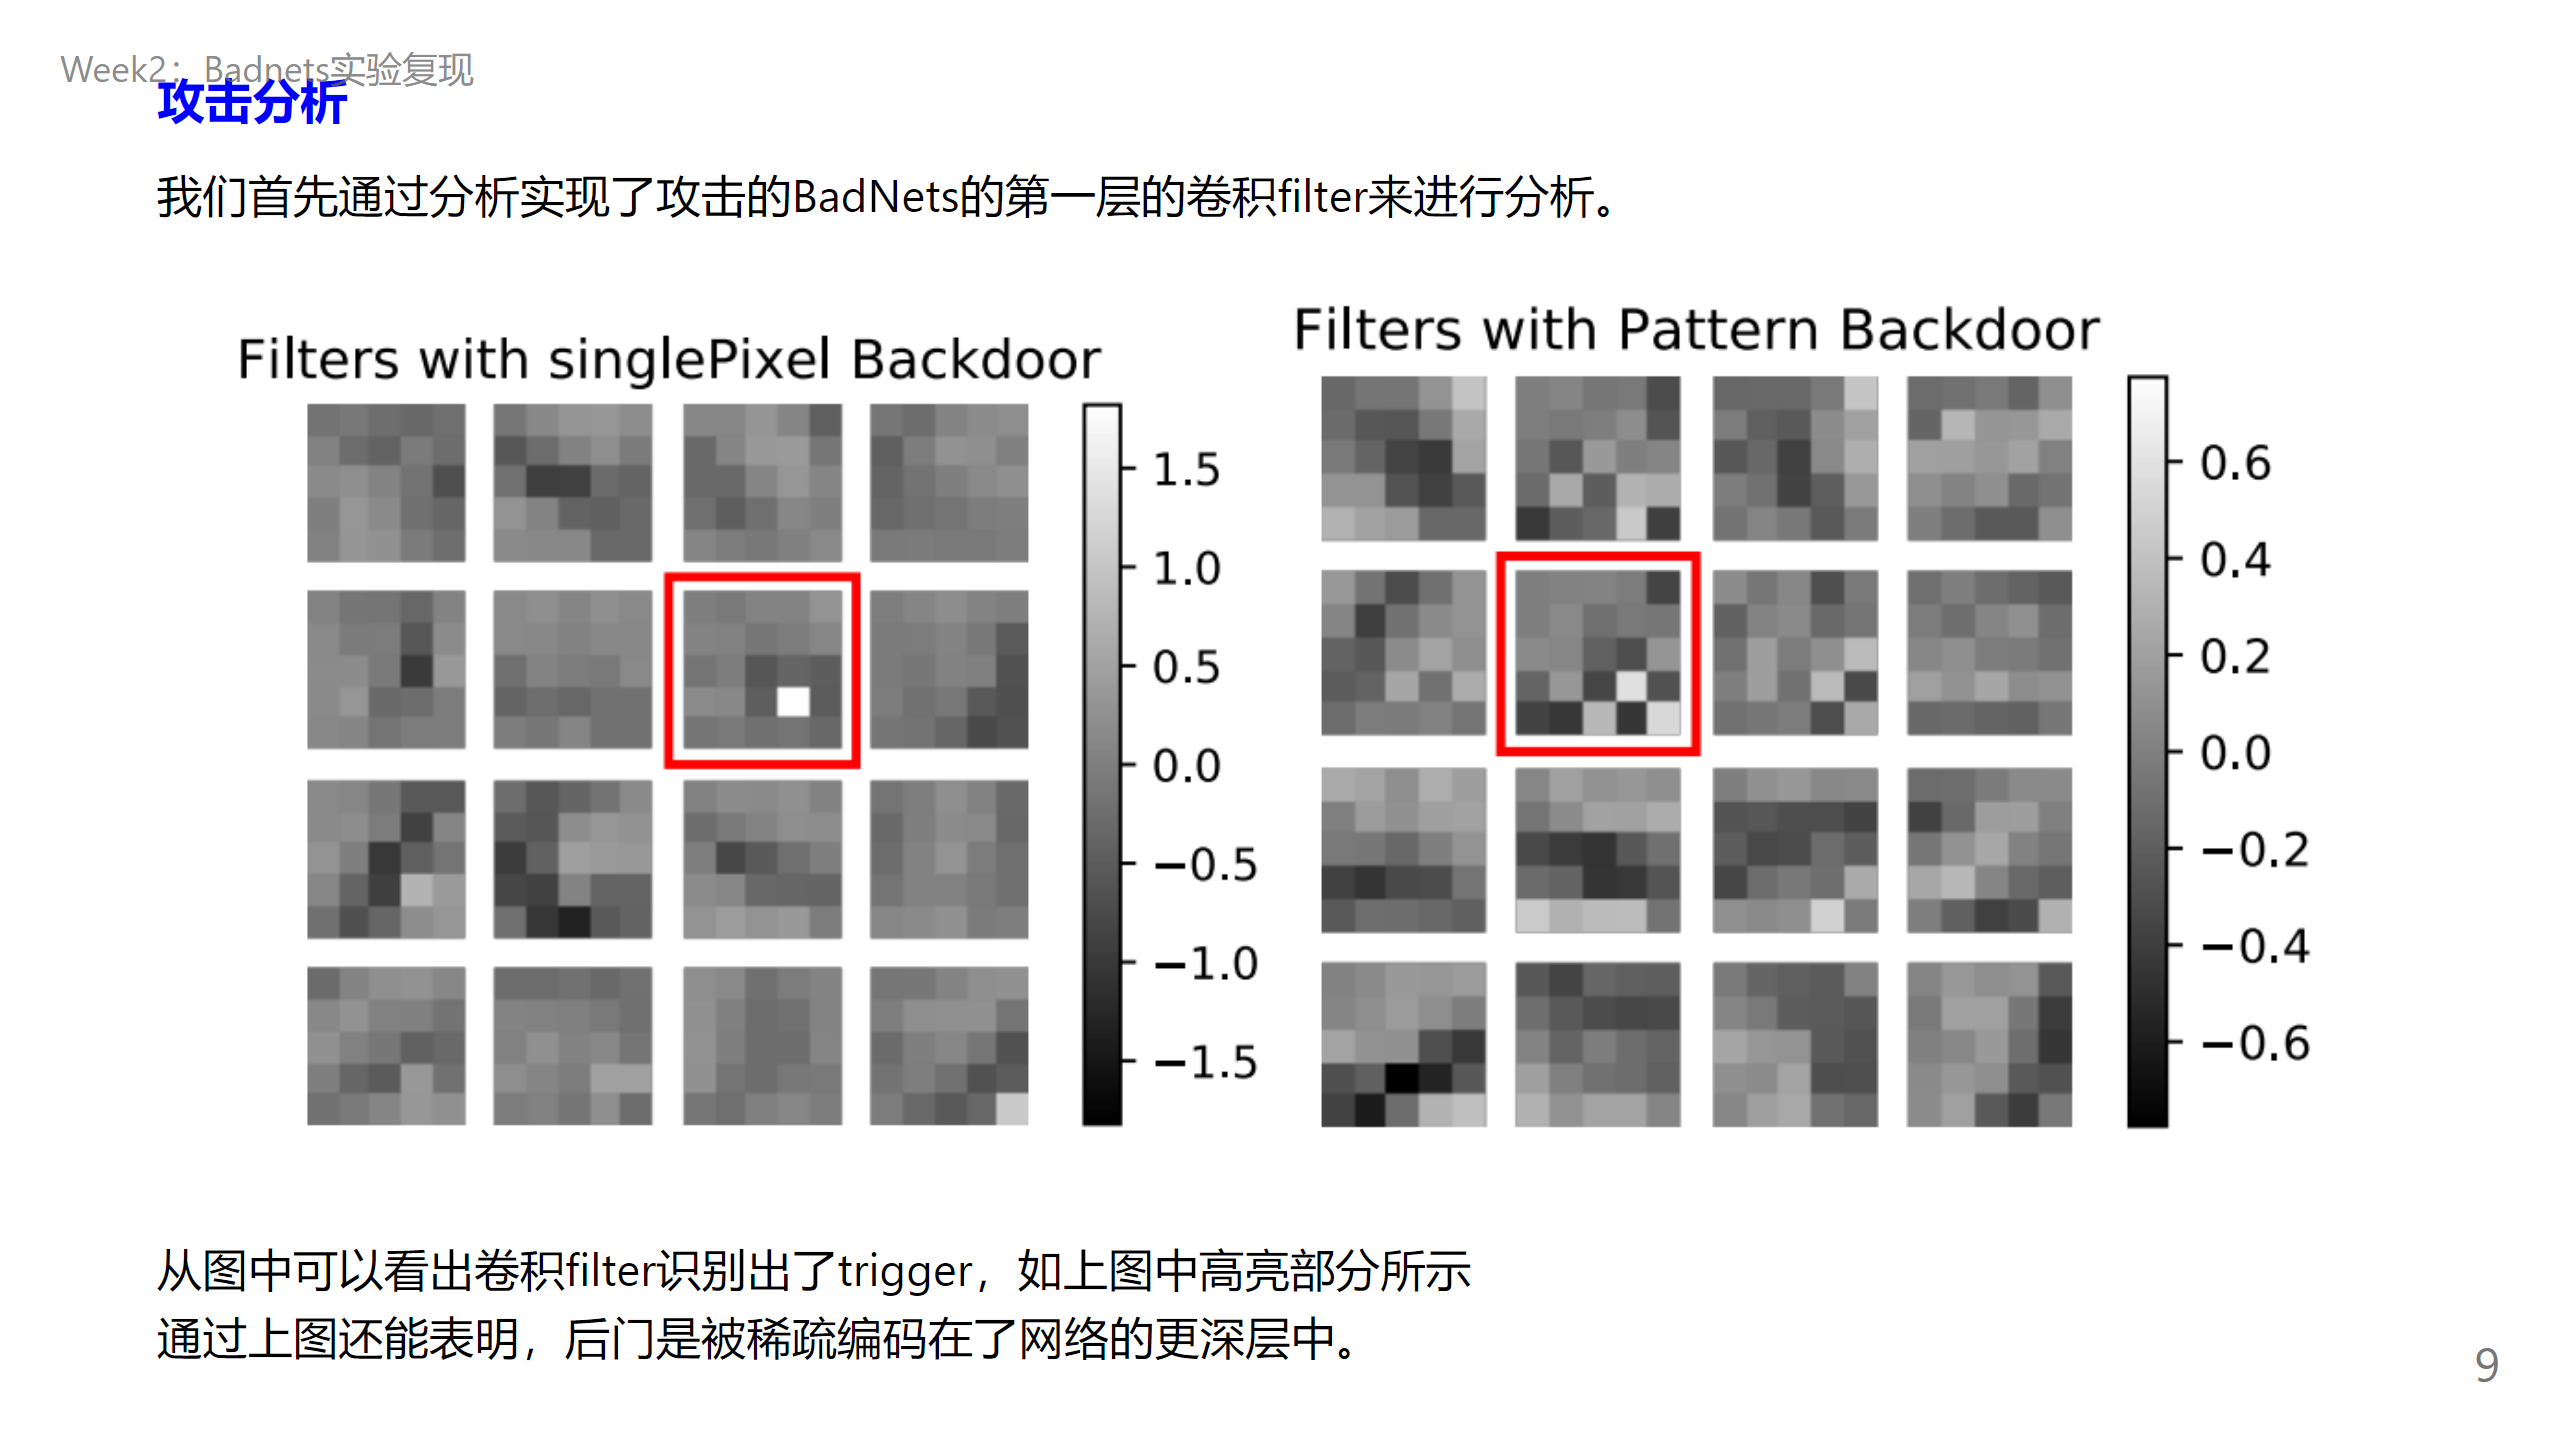 Week2：Badnets实验复现
攻击分析
我们首先通过分析实现了攻击的BadNets的第一层的卷积filter来进行分析。
Filters with singlePixel Backdoor
1.5
1.0
0.5
0.0
−0.5
−1.0
−1.5
Filters with Pattern Backdoor
0.6
0.4
0.2
0.0
−0.2
−0.4
−0.6
从图中可以看出卷积filter识别出了trigger，如上图中高亮部分所示
通过上图还能表明，后门是被稀疏编码在了网络的更深层中。
9